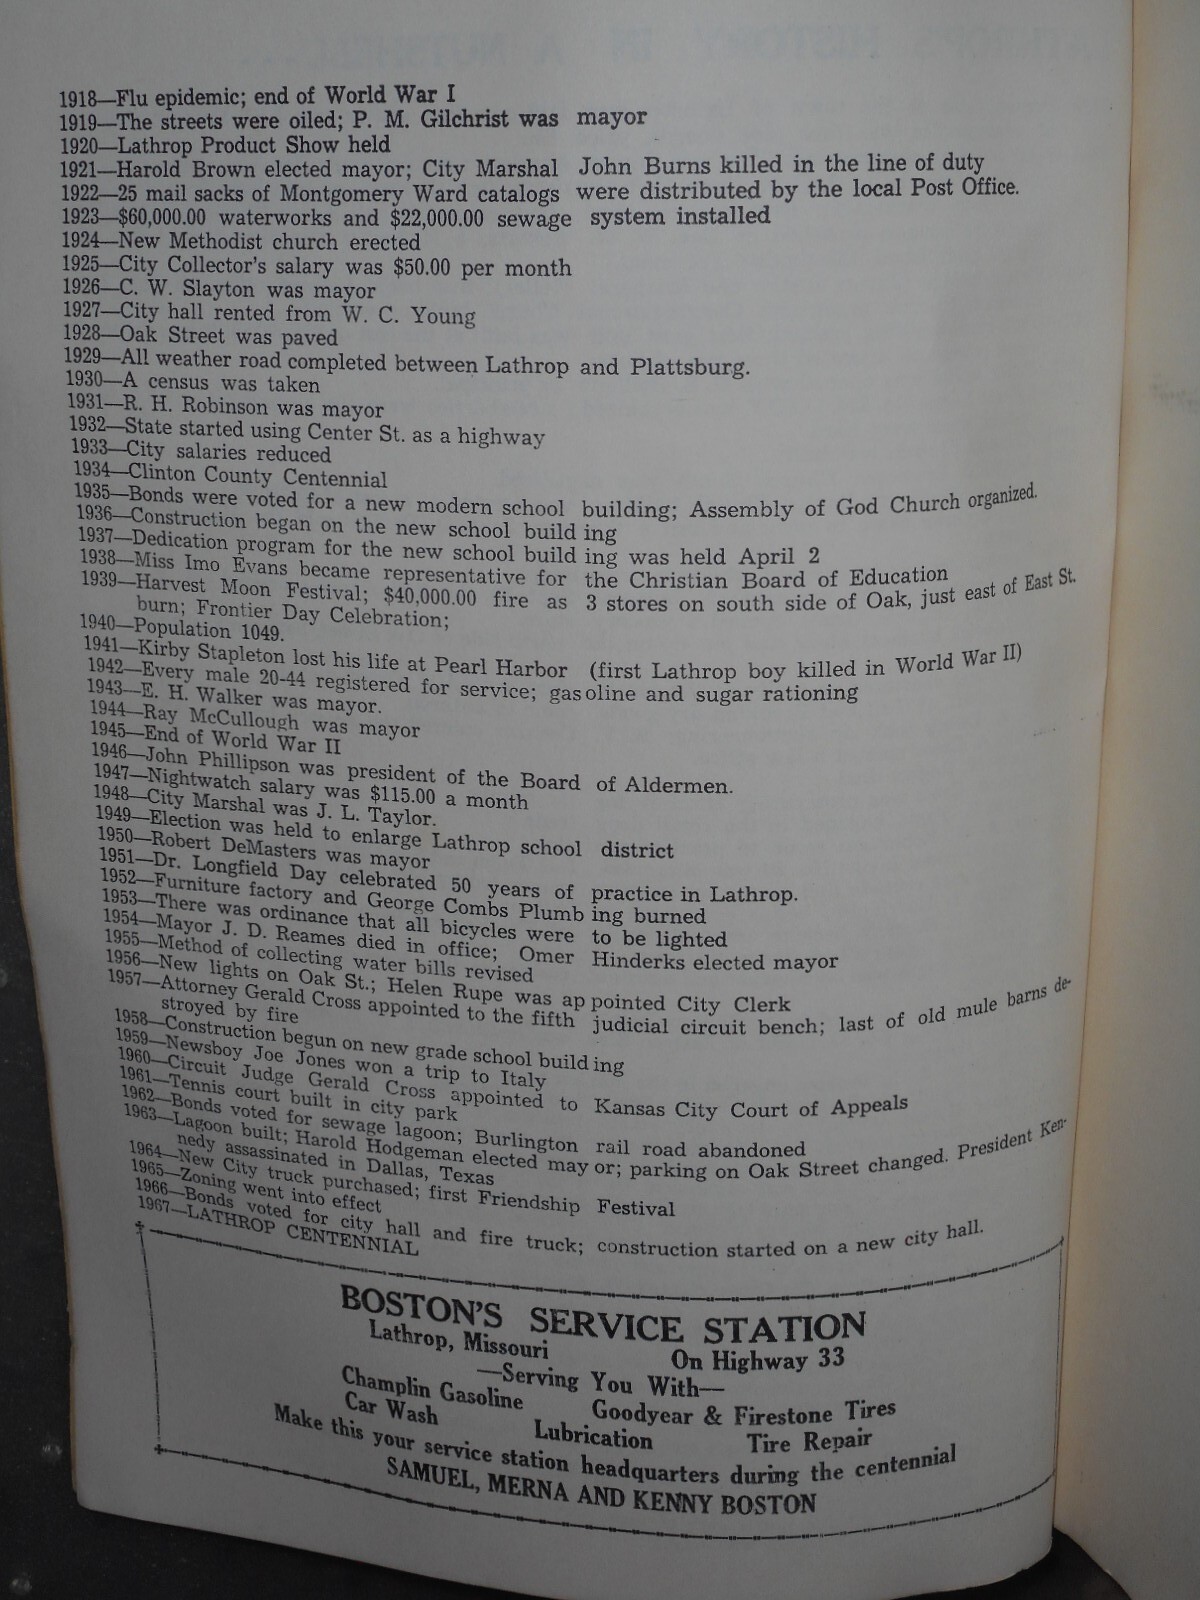 1918—Flu epidemic; end of World War I
1919—The streets were oiled; P. M. Gilchrist was mayor
1920—Lathrop Product Show held
1921—Harold Brown elected mayor; City Marshal John Burns killed in the line of duty
1922—25 mail sacks of Montgomery Ward catalogs were distributed by the local Post Office.
1923—$60,000.00 waterworks and $22,000.00 sewage system installed
1924—New Methodist church erected
1925—City Collector's salary was $50.00 per month
1926—C. W. Slayton was mayor
1927—City hall rented from W. C. Young
1928—Oak Street was paved
1929—All weather road completed between Lathrop and Plattsburg.
1930—A census was taken
1931—R. H. Robinson was mayor
1932—State started using Center St. as a highway
1933—City salaries reduced
1934—Clinton County Centennial
1935—Bonds were voted for a new modern school building; Assembly of God Church organized.
1936—Construction began on the new school build ing
1937—Dedication program for the new school build ing was held April 2
1938—Miss Imo Evans became representative for the Christian Board of Education
1939—Harvest Moon Festival; $40,000.00 fire as 3 stores on south side of Oak, just east of East St.
burn; Frontier Day Celebration;
1940—Population 1049.
1941—Kirby Stapleton lost his life at Pearl Harbor (first Lathrop boy killed in World War II)
1942—Every male 20-44 registered for service; gasoline and sugar rationing
1943—E. H. Walker was mayor.
1944—Ray McCullough was mayor
1945—End of World War II
1946—John Phillipson was president of the Board of Aldermen.
1947—Nightwatch salary was $115.00 a month
1948—City Marshal was J. L. Taylor.
1949—Election was held to enlarge Lathrop school district
1950—Robert DeMasters was mayor
1951—Dr. Longfield Day celebrated 50 years of practice in Lathrop.
1952—Furniture factory and George Combs Plumb ing burned
1953—There was ordinance that all bicycles were to be lighted
1954—Mayor J. D. Reames died in office; Omer Hinderks elected mayor
1955—Method of collecting water bills revised
1956—New lights on Oak St.; Helen Rupe was ap pointed City Clerk
1957—Attorney Gerald Cross appointed to the fifth judicial circuit bench; last of old mule barns de-
stroyed by fire
1958—Construction begun on new grade school build ing
1959—Newsboy Joe Jones won a trip to Italy
1960—Circuit Judge Gerald Cross appointed to Kansas City Court of Appeals
1961—Tennis court built in city park
1962—Bonds voted for sewage lagoon; Burlington rail road abandoned
1963—Lagoon built; Harold Hodgeman elected may or; parking on Oak Street changed. President Ken-
nedy assassinated in Dallas, Texas
1964—New City truck purchased; first Friendship Festival
1965—Zoning went into effect
1966—Bonds voted for city hall and fire truck; construction started on a new city hall.
1967—LATHROP CENTENNIAL
BOSTON'S SERVICE STATION
Lathrop, Missouri On Highway 33
—Serving You With—
Champlin Gasoline Goodyear & Firestone Tires
Car Wash Lubrication Tire Repair
Make this your service station headquarters during the centennial
SAMUEL, MERNA AND KENNY BOSTON